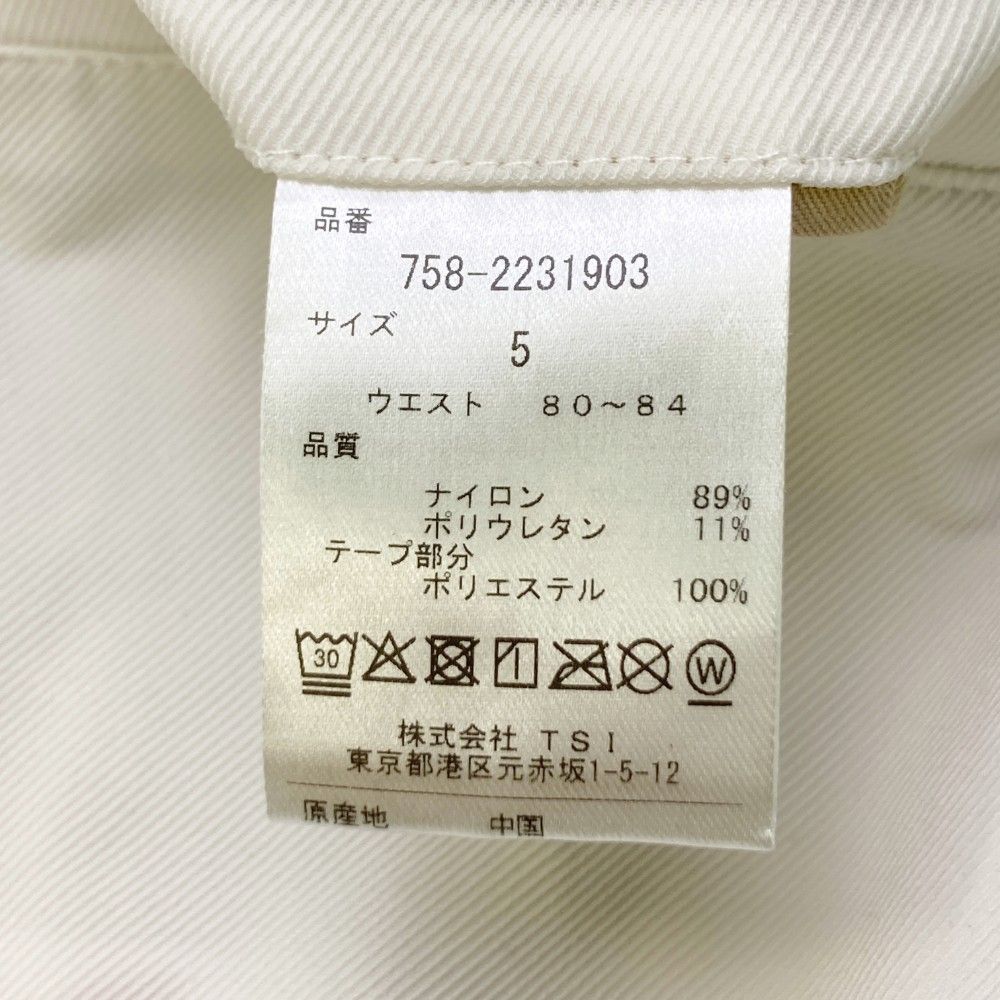 品番
758-2231903
サイズ
5
ウエスト 80～84
品質
ナイロン 89%
ポリウレタン 11%
テープ部分
ポリエステル 100%
30
W
株式会社 TSI
東京都港区元赤坂1-5-12
原産地 中国